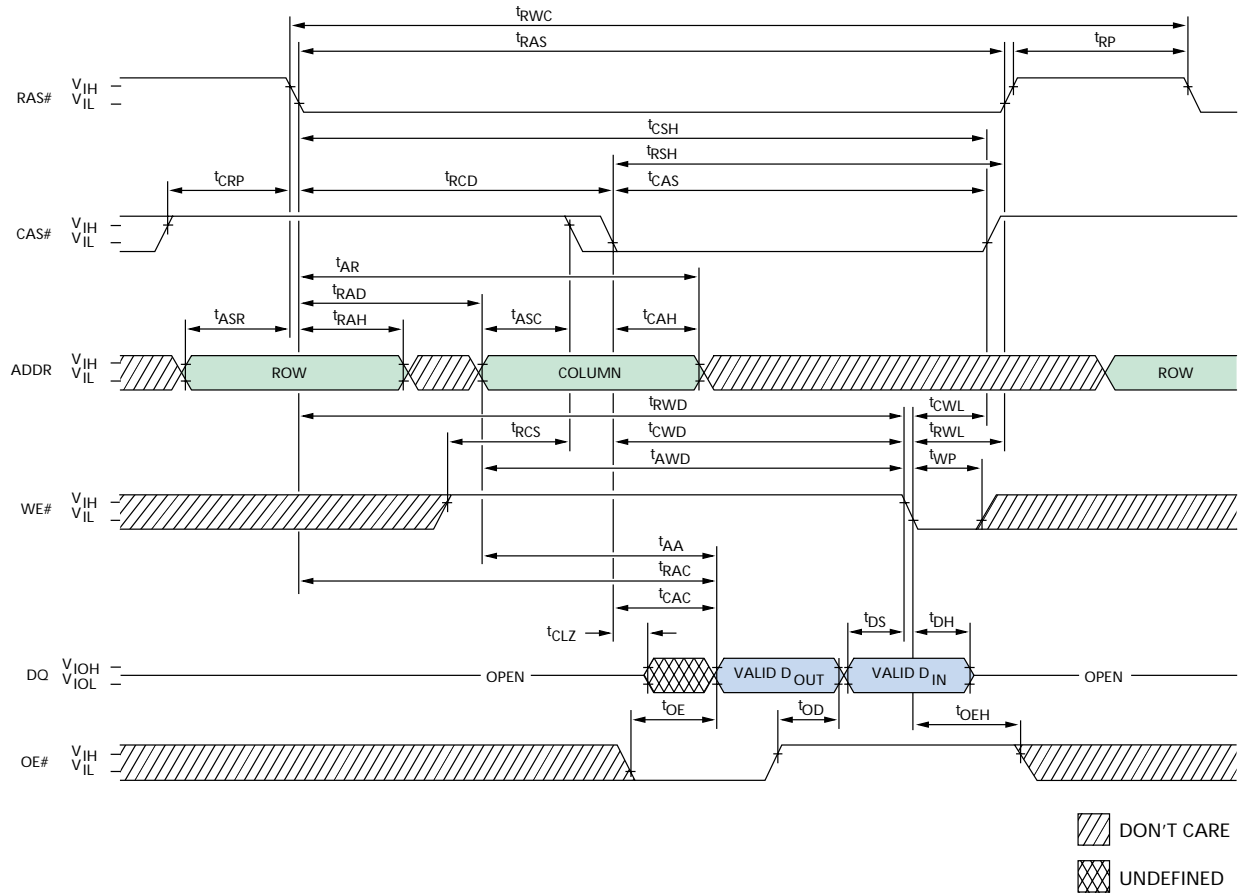 tRWC
tRAS tRP
RAS# VIH
VIL
tCSH
tRSH
tCRP tRCD tCAS
CAS# VIH
VIL
tAR
tRAD
tASR tRAH tASC tCAH
ADDR VIH
VIL
ROW COLUMN ROW
tRWD tCWL
tRCS tCWD tRWL
tAWD tWP
WE# VIH
VIL
tAA
tRAC
tCAC
tCLZ tDS tDH
DQ VIOH
VIOL
OPEN VALID DOUT VALID DIN OPEN
tOE tOD tOEH
OE# VIH
VIL
DON'T CARE
UNDEFINED